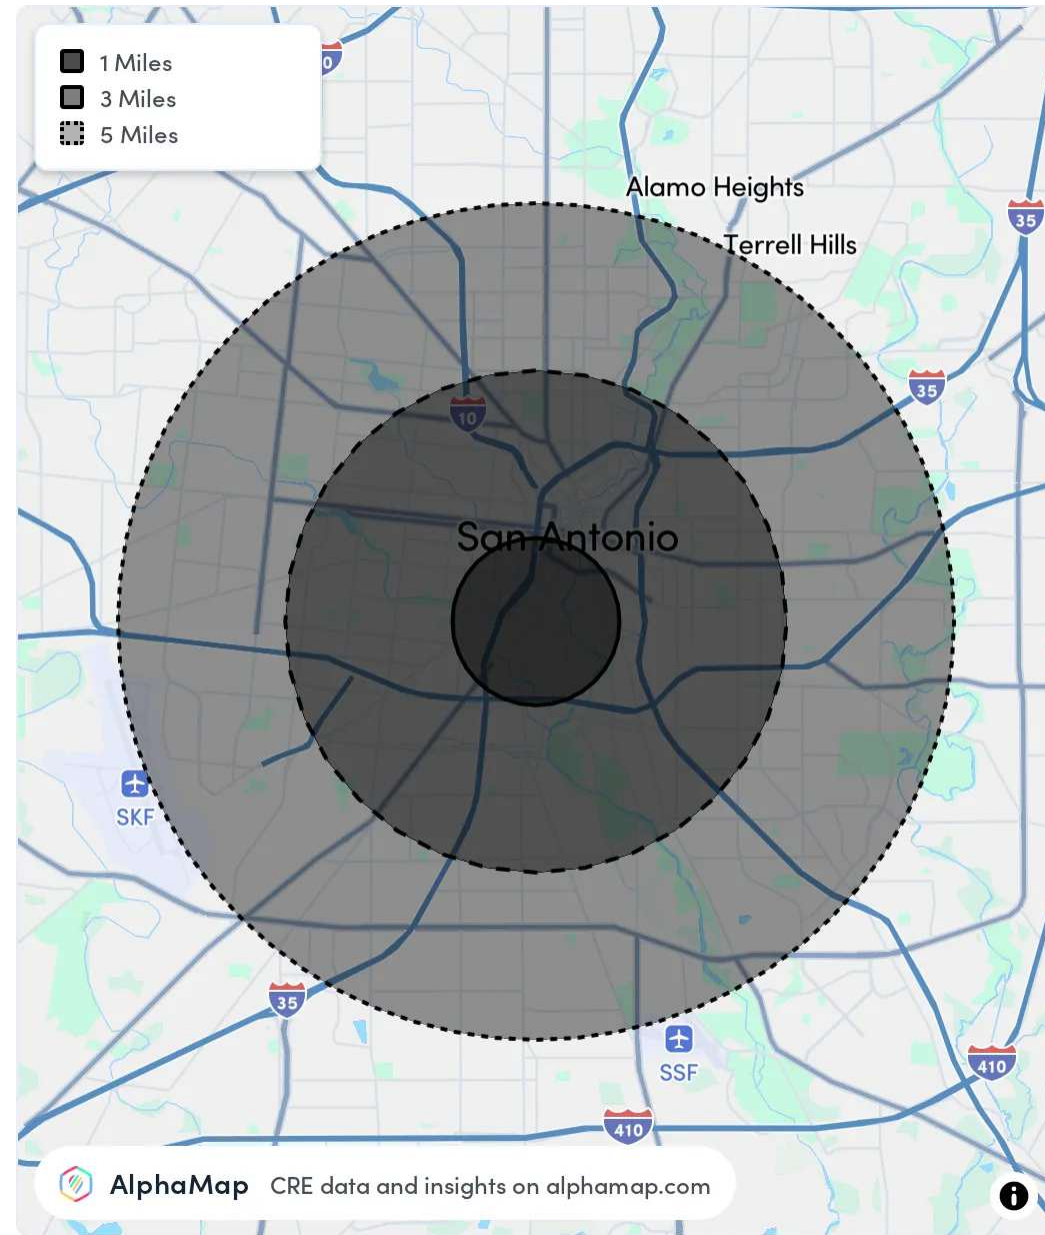 1 Miles
3 Miles
5 Miles
0
Alamo Heights
35
Terrell Hills
35
10
San Antonio
SKF
35
SSF
410
410
AlphaMap CRE data and insights on alphamap.com